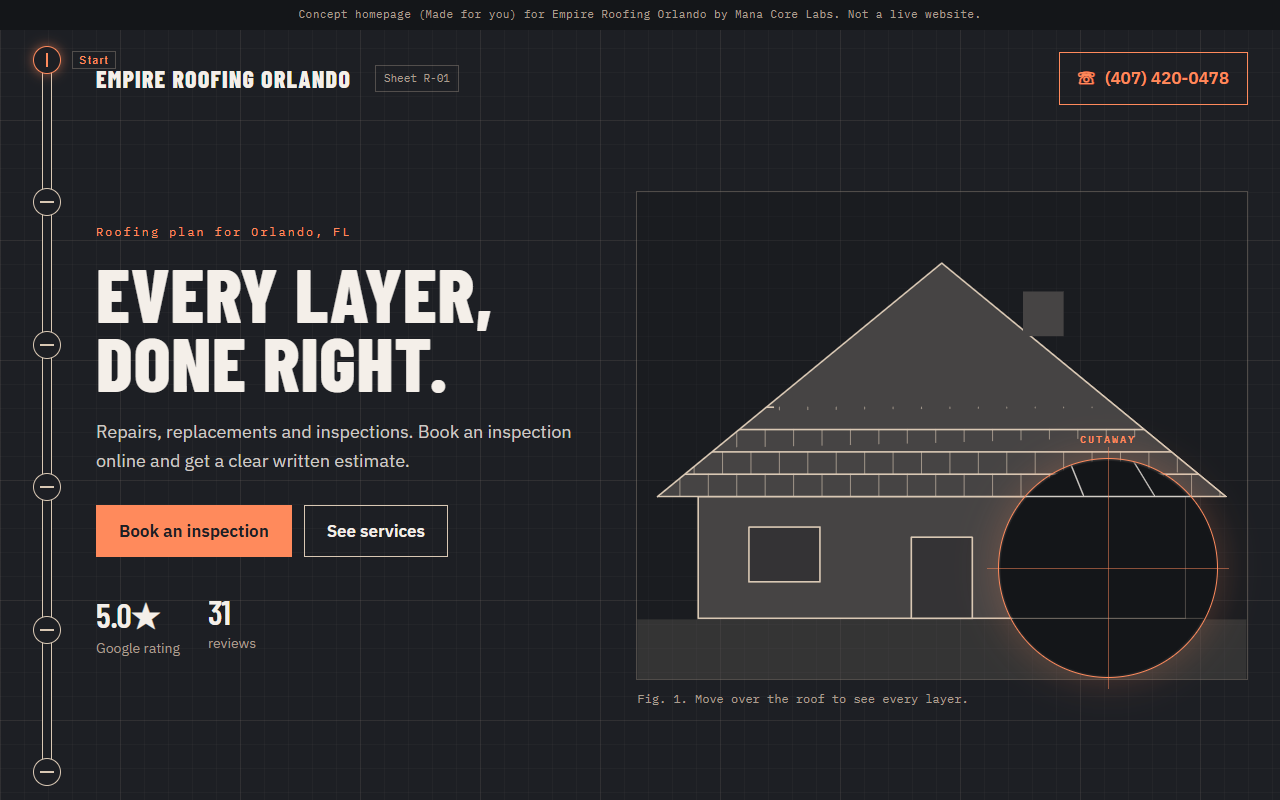 Concept homepage (Made for you) for Empire Roofing Orlando by Mana Core Labs. Not a live website.
Start
EMPIRE ROOFING ORLANDO
Sheet R-01
☎ (407) 420-0478
Roofing plan for Orlando, FL
EVERY LAYER,
DONE RIGHT.
Repairs, replacements and inspections. Book an inspection
online and get a clear written estimate.
Book an inspection
See services
5.0★
Google rating
31
reviews
CUTAWAY
Fig. 1. Move over the roof to see every layer.